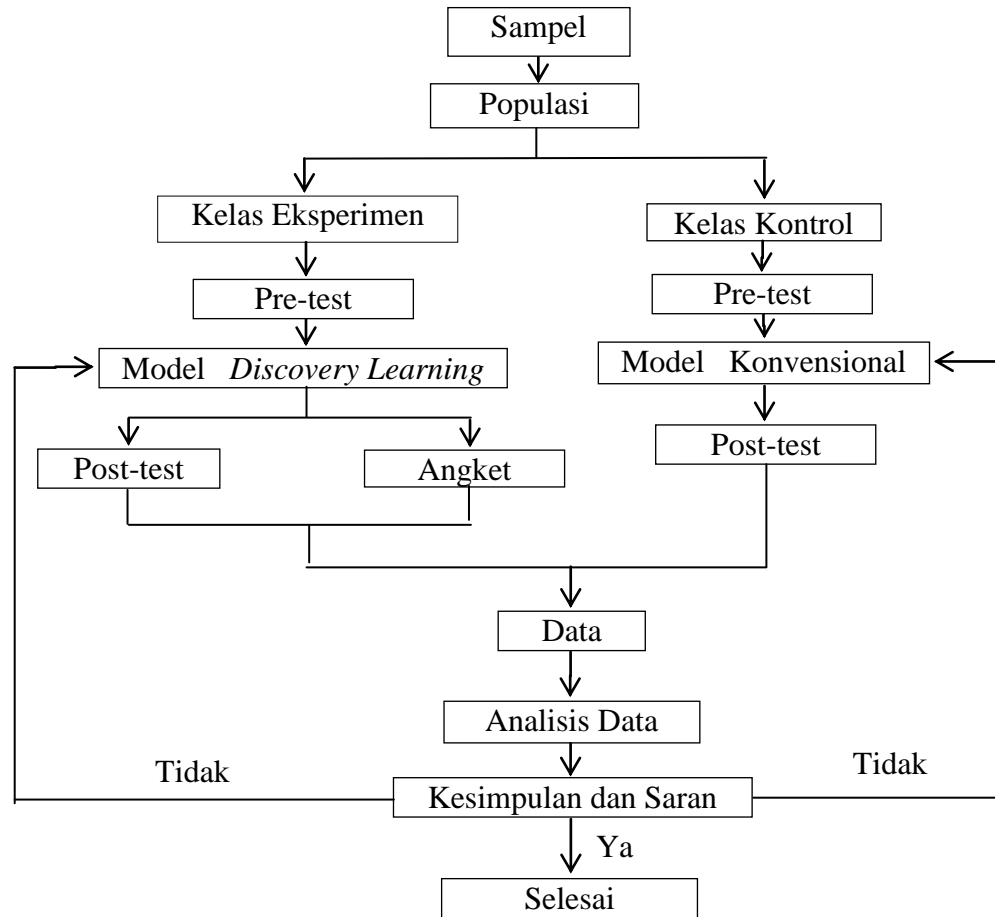 Sampel
Populasi
Kelas Eksperimen
Kelas Kontrol
Pre-test
Pre-test
Model Discovery Learning
Model Konvensional
Post-test
Angket
Post-test
Data
Analisis Data
Tidak
Tidak
Kesimpulan dan Saran
Ya
Selesai